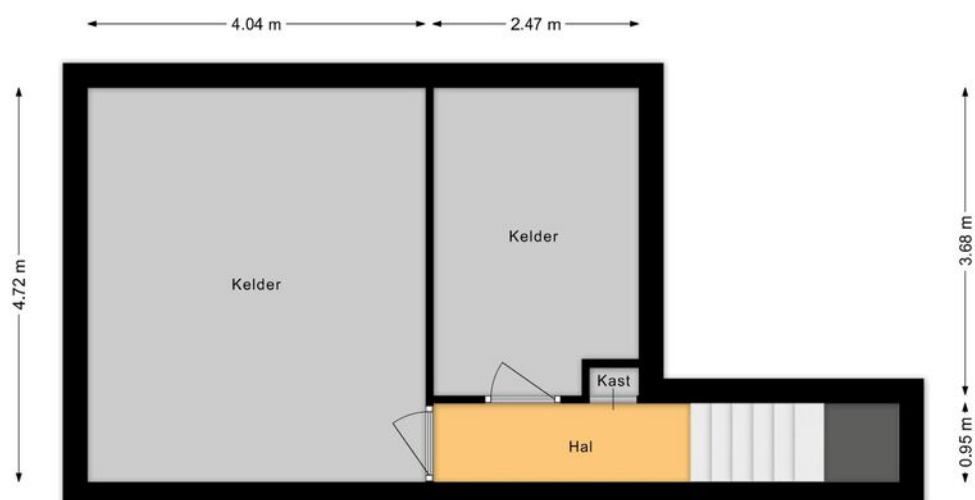 4.04 m
2.47 m
4.72 m
3.68 m
Kelder
Kelder
Kast
Hal
0.95 m